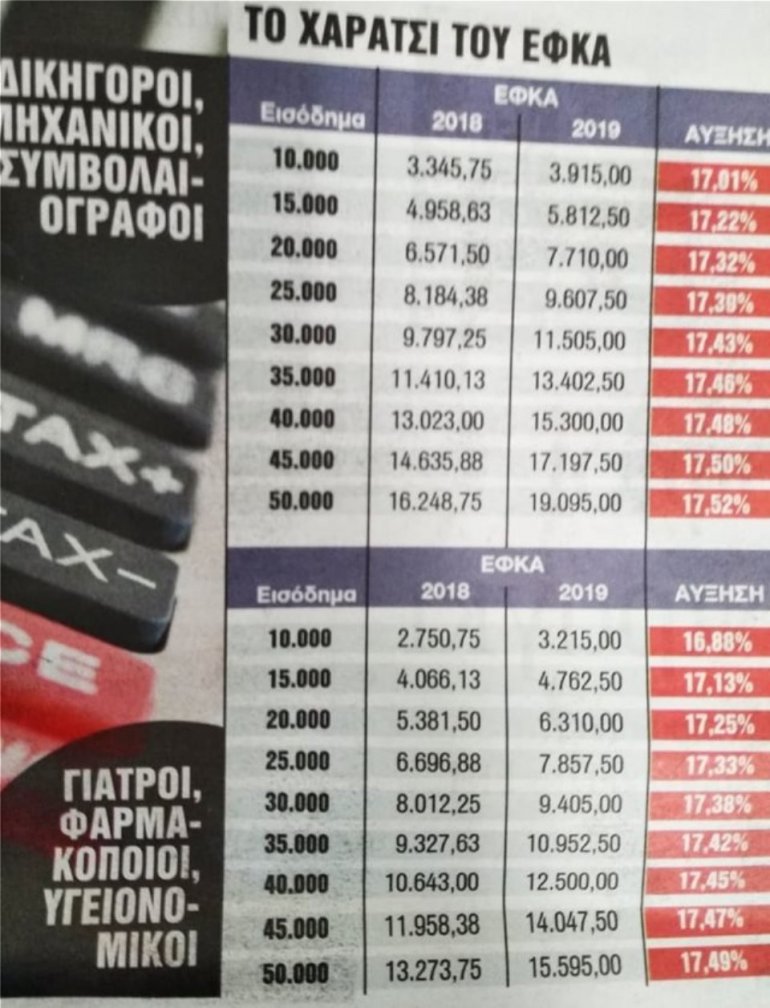 ΤΟ ΧΑΡΑΤΣΙ ΤΟΥ ΕΦΚΑ
ΔΙΚΗΓΟΡΟΙ,
ΜΗΧΑΝΙΚΟΙ,
ΣΥΜΒΟΛΑΙ-
ΟΓΡΑΦΟΙ
ΕΦΚΑ
Εισόδημα 2018 2019 ΑΥΞΗΣΗ
10.000 3.345,75 3.915,00 17,01%
15.000 4.958,63 5.812,50 17,22%
20.000 6.571,50 7.710,00 17,32%
25.000 8.184,38 9.607,50 17,39%
30.000 9.797,25 11.505,00 17,43%
35.000 11.410,13 13.402,50 17,46%
40.000 13.023,00 15.300,00 17,48%
45.000 14.635,88 17.197,50 17,50%
50.000 16.248,75 19.095,00 17,52%
MRG
TAX+
TAX-
CE
ΕΦΚΑ
Εισόδημα 2018 2019 ΑΥΞΗΣΗ
10.000 2.750,75 3.215,00 16,88%
15.000 4.066,13 4.762,50 17,13%
20.000 5.381,50 6.310,00 17,25%
25.000 6.696,88 7.857,50 17,33%
30.000 8.012,25 9.405,00 17,38%
35.000 9.327,63 10.952,50 17,42%
40.000 10.643,00 12.500,00 17,45%
45.000 11.958,38 14.047,50 17,47%
50.000 13.273,75 15.595,00 17,49%
ΓΙΑΤΡΟΙ,
ΦΑΡΜΑ-
ΚΟΠΟΙΟΙ,
ΥΓΕΙΟΝΟ-
ΜΙΚΟΙ